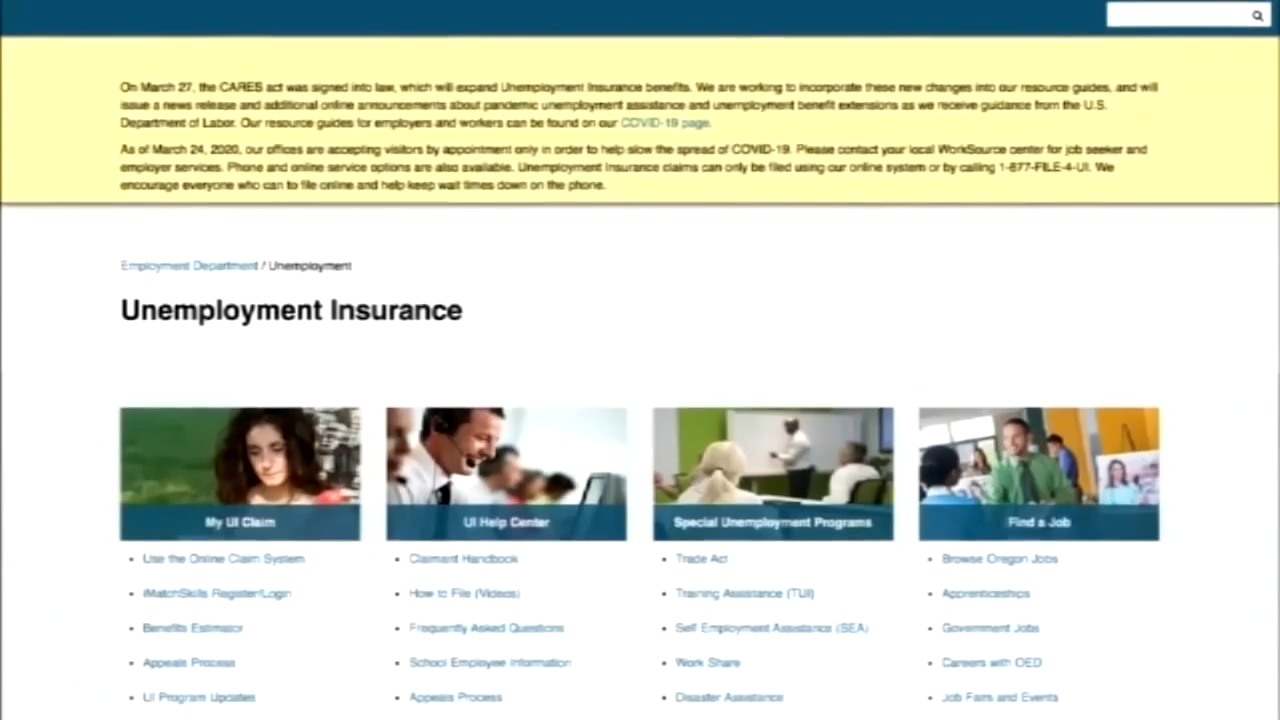 On March 27, the CARES act was signed into law, which will expand Unemployment Insurance benefits. We are working to incorporate these new changes into our resource guides, and will
issue a news release and additional online announcements about pandemic unemployment assistance and unemployment benefit extensions as we receive guidance from the U.S.
Department of Labor. Our resource guides for employers and workers can be found on our COVID-19 page.
As of March 24, 2020, our offices are accepting visitors by appointment only in order to help slow the spread of COVID-19. Please contact your local WorkSource center for job seeker and
employer services. Phone and online service options are also available. Unemployment Insurance claims can only be filed using our online system or by calling 1-877-FILE-4-UI. We
encourage everyone who can to file online and help keep wait times down on the phone.
Employment Department / Unemployment
Unemployment Insurance
My UI Claim
Use the Online Claim System
iMatchSkills Register/Login
Benefits Estimator
Appeals Process
UI Program Updates
UI Help Center
Claimant Handbook
How to File (Videos)
Frequently Asked Questions
School Employee Information
Appeals Process
Special Unemployment Programs
Trade Act
Training Assistance (TUI)
Self Employment Assistance (SEA)
Work Share
Disaster Assistance
Find a Job
Browse Oregon Jobs
Apprenticeships
Government Jobs
Careers with OED
Job Fairs and Events